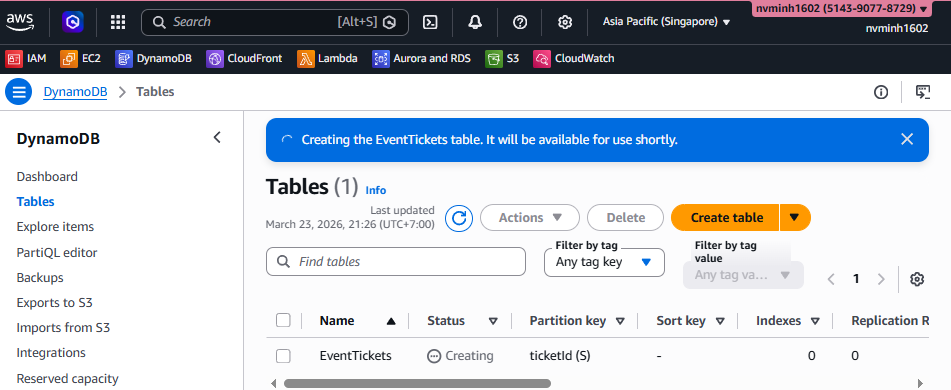 aws
Search
[Alt+S]
Asia Pacific (Singapore)
nvminh1602 (5143-9077-8729)
nvminh1602
IAM
EC2
DynamoDB
CloudFront
Lambda
Aurora and RDS
S3
CloudWatch
DynamoDB
Tables
DynamoDB
Dashboard
Tables
Explore items
PartiQL editor
Backups
Exports to S3
Imports from S3
Integrations
Reserved capacity
Creating the EventTickets table. It will be available for use shortly.
Tables (1) Info
Last updated
March 23, 2026, 21:26 (UTC+7:00)
Actions
Delete
Create table
Find tables
Filter by tag
Any tag key
Filter by tag
value
Any tag va...
1
Name
Status
Partition key
Sort key
Indexes
Replication R
EventTickets
Creating
ticketId (S)
-
0
0